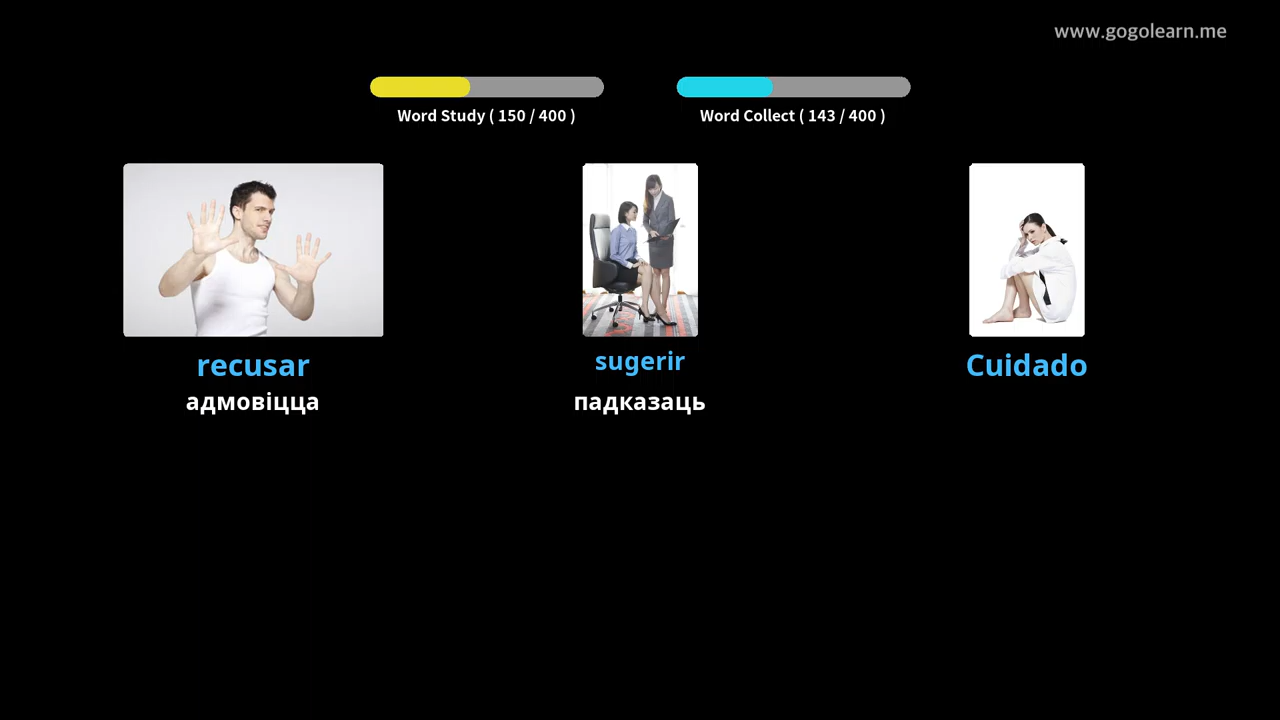 www.gogolearn.me
Word Study ( 150 / 400 )
Word Collect ( 143 / 400 )
recusar
адмовіцца
sugerir
падказаць
Cuidado